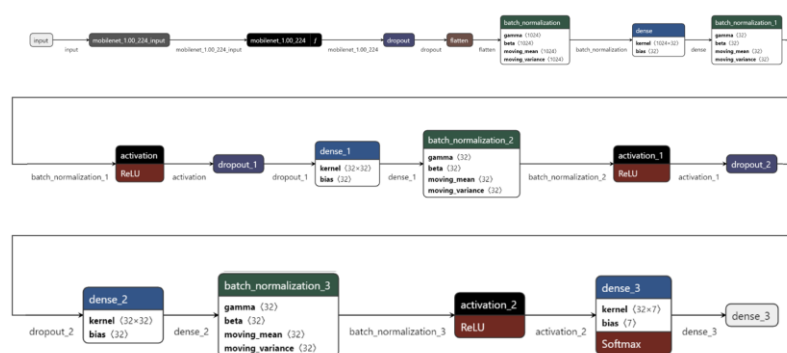 input
input
mobilenet_1.00_224_input
mobilenet_1.00_224_input
mobilenet_1.00_224 f
mobilenet_1.00_224
dropout
dropout
flatten
flatten
batch_normalization
gamma ⟨1024⟩
beta ⟨1024⟩
moving_mean ⟨1024⟩
moving_variance ⟨1024⟩
batch_normalization
dense
kernel ⟨1024×32⟩
bias ⟨32⟩
dense
batch_normalization_1
gamma ⟨32⟩
beta ⟨32⟩
moving_mean ⟨32⟩
moving_variance ⟨32⟩
batch_normalization_1
activation
ReLU
activation
dropout_1
dropout_1
dense_1
kernel ⟨32×32⟩
bias ⟨32⟩
dense_1
batch_normalization_2
gamma ⟨32⟩
beta ⟨32⟩
moving_mean ⟨32⟩
moving_variance ⟨32⟩
batch_normalization_2
activation_1
ReLU
activation_1
dropout_2
dropout_2
dense_2
kernel ⟨32×32⟩
bias ⟨32⟩
dense_2
batch_normalization_3
gamma ⟨32⟩
beta ⟨32⟩
moving_mean ⟨32⟩
moving_variance ⟨32⟩
batch_normalization_3
activation_2
ReLU
activation_2
dense_3
kernel ⟨32×7⟩
bias ⟨7⟩
Softmax
dense_3
dense_3